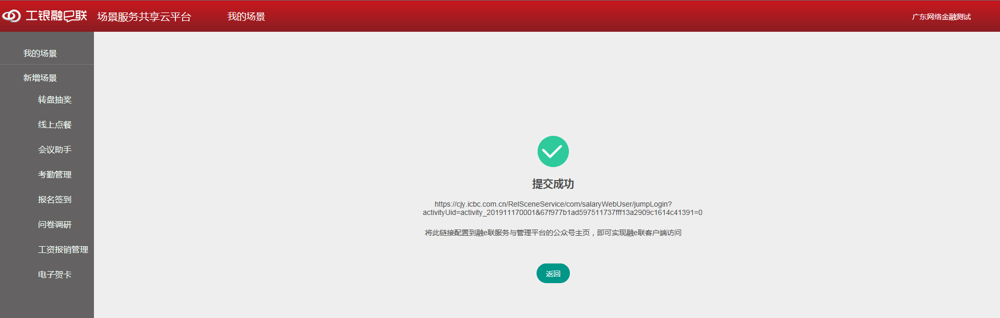 工银融e联 场景服务共享云平台 我的场景 广东网络金融测试
我的场景
新增场景
转盘抽奖
线上点餐
会议助手
考勤管理
报名签到
问卷调研
工资报销管理
电子贺卡
提交成功
https://cjy.icbc.com.cn/RelSceneService/com/salaryWebUser/jumpLogin?
activityUid=activity_201911170001&67f977b1ad597511737fff13a2909c1614c41391=0
将此链接配置到融e联服务与管理平台的公众号主页，即可实现融e联客户端访问
返回